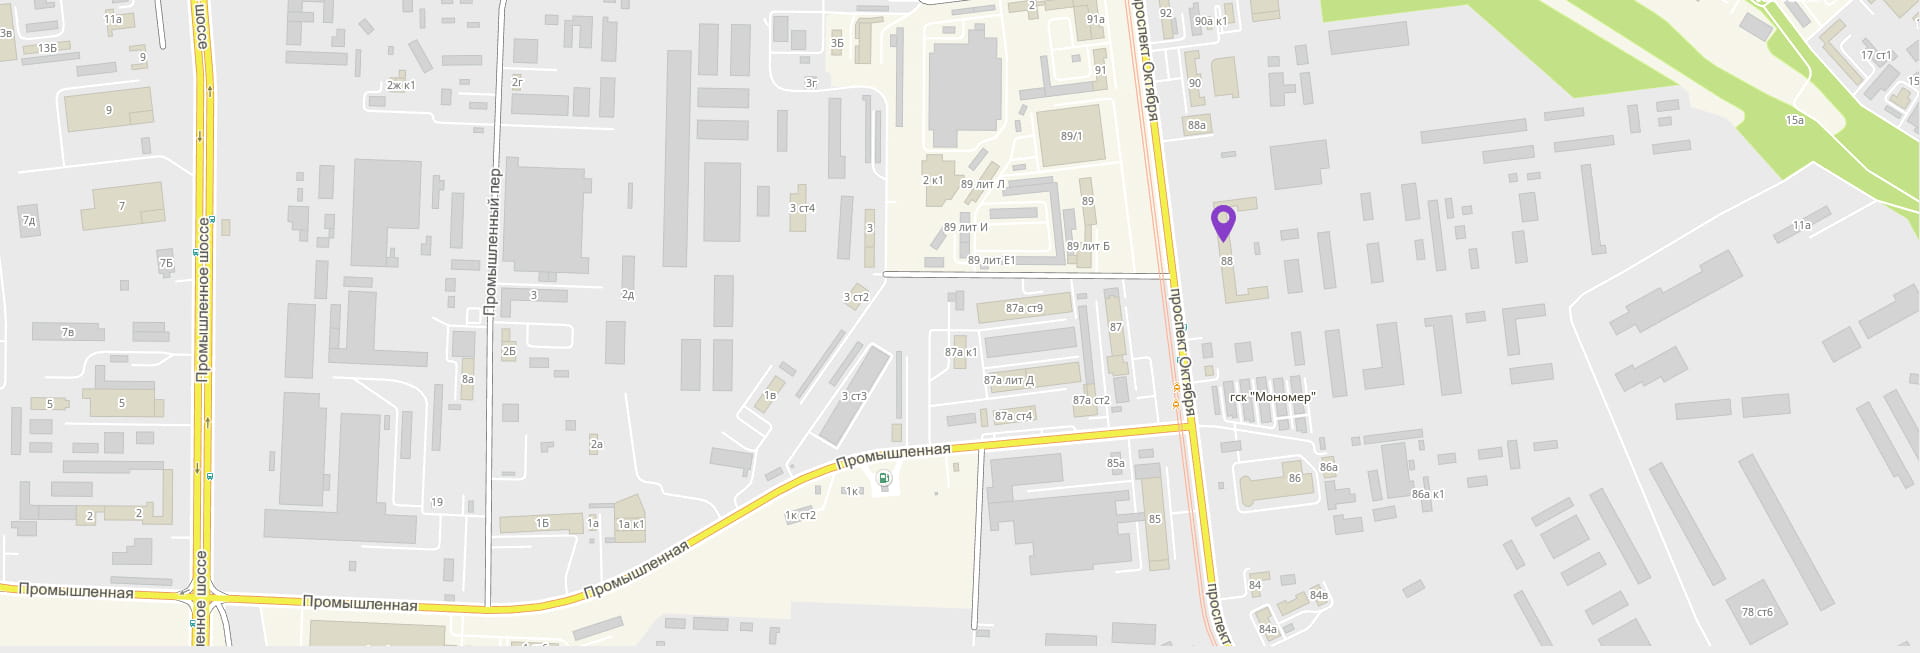 11а
2
92
90а к1
3в
13Б
шоссе
3Б
91а
проспект Октября
17 ст1
9
2ж к1
2г
3г
91
90
15
9
89/1
88а
15а
Промышленный пер
2 к1
89 лит Л
7
7д
3 ст4
89
3
89 лит И
11а
Промышленное шоссе
7Б
89 лит Б
89 лит Е1
88
3
2д
3 ст2
87а ст9
проспект Октября
87
7в
2Б
87а к1
8а
87а лит Д
1в
3 ст3
гск "Мономер"
5
5
87а ст2
87а ст4
2а
Промышленная
85а
86а
86
19
1к
86а к1
2
2
1Б
1а
1а к1
1к ст2
85
Промышленная
84
84в
Промышленная
Промышленная
проспект
78 ст6
84а